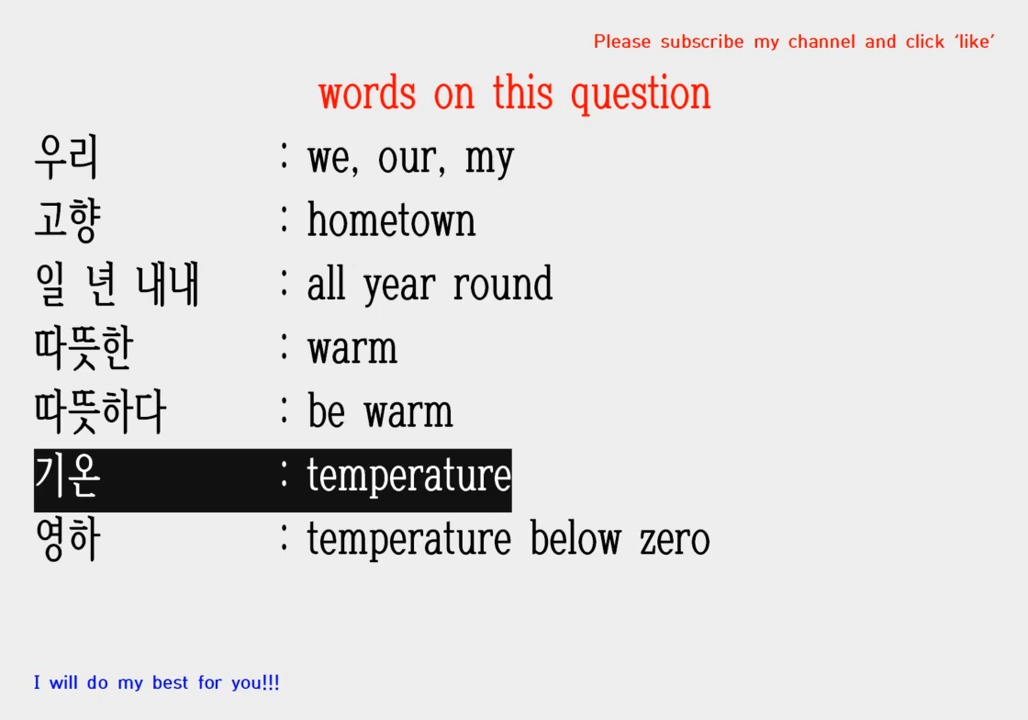 Please subscribe my channel and click ‘like’
words on this question
우리 : we, our, my
고향 : hometown
일 년 내내 : all year round
따뜻한 : warm
따뜻하다 : be warm
기온 : temperature
영하 : temperature below zero
I will do my best for you!!!